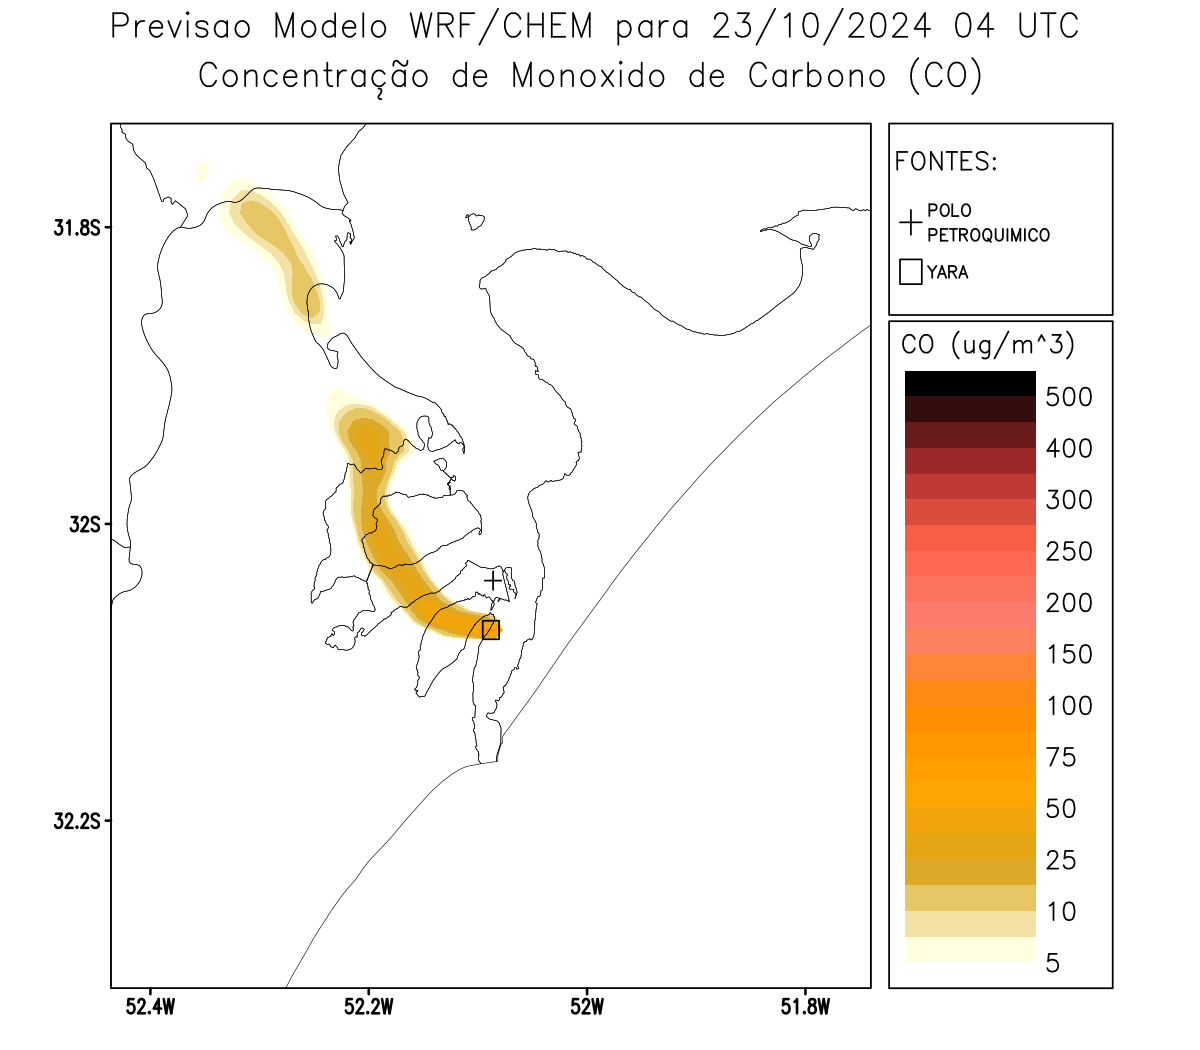 Previsao Modelo WRF/CHEM para 23/10/2024 04 UTC
Concentração de Monoxido de Carbono (CO)
FONTES:
POLO
PETROQUIMICO
YARA
CO (ug/m^3)
500
400
300
250
200
150
100
75
50
25
10
5
31.8S
32S
32.2S
52.4W
52.2W
52W
51.8W